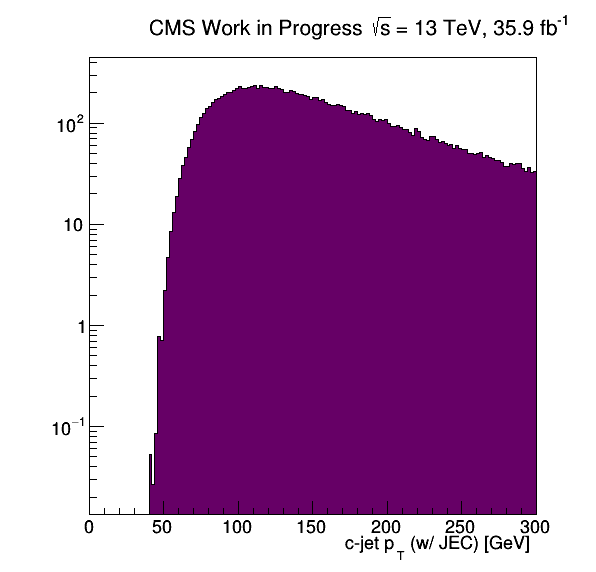 CMS Work in Progress √s = 13 TeV, 35.9 fb⁻¹
10²
10
1
10⁻¹
0 50 100 150 200 250 300
c-jet p_T (w/ JEC) [GeV]